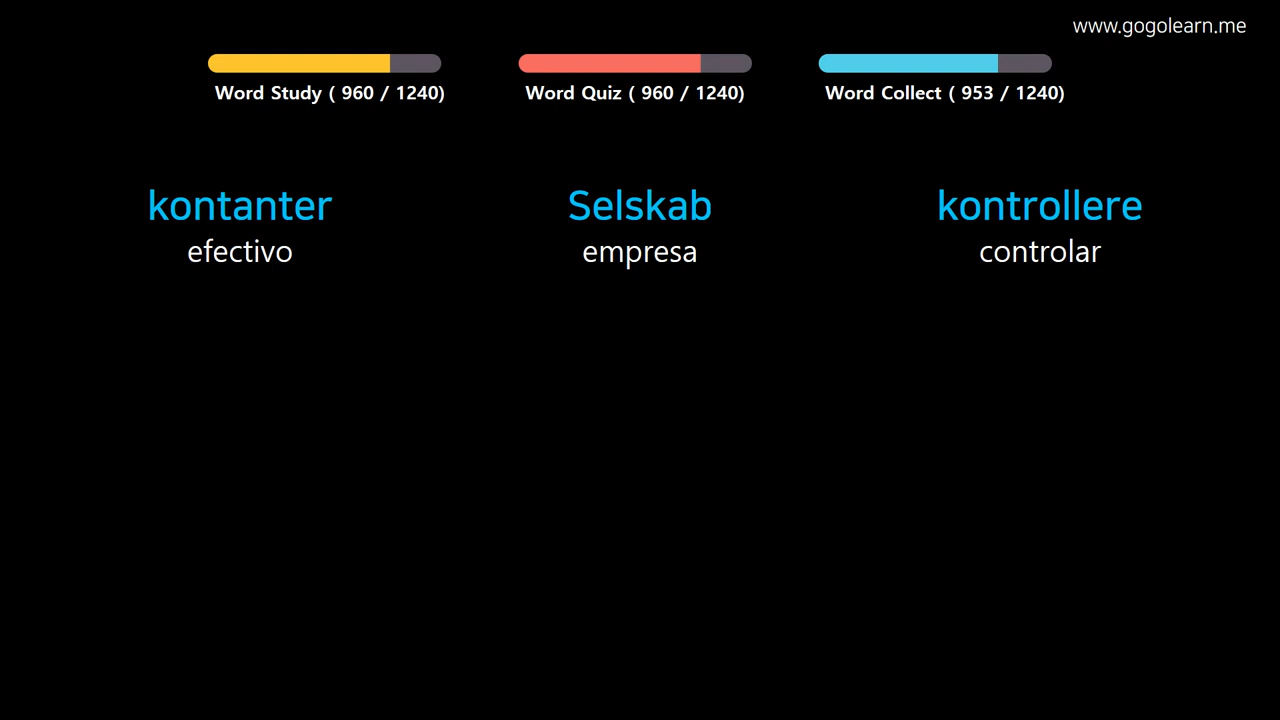 www.gogolearn.me
Word Study ( 960 / 1240)
Word Quiz ( 960 / 1240)
Word Collect ( 953 / 1240)
kontanter
efectivo
Selskab
empresa
kontrollere
controlar